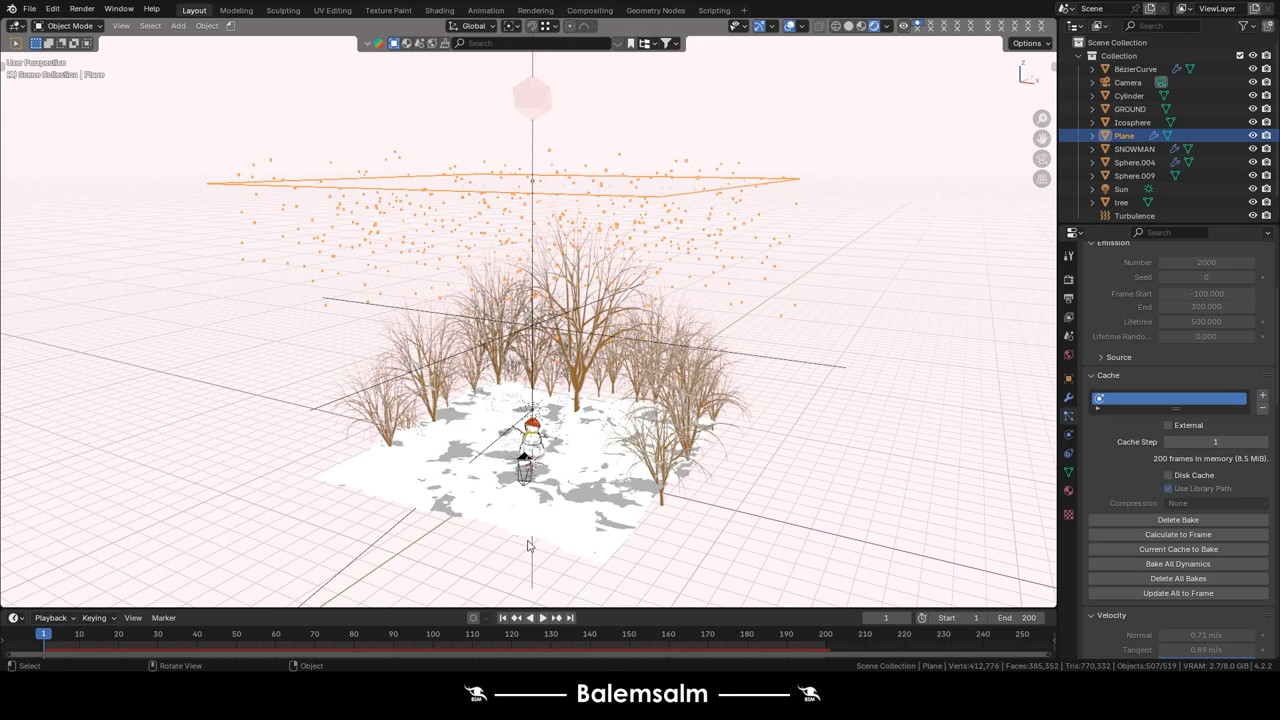 File Edit Render Window Help Layout Modeling Sculpting UV Editing Texture Paint Shading Animation Rendering Compositing Geometry Nodes Scripting Scene ViewLayer
Object Mode View Select Add Object Global Search
Search Options
User Perspective
(1) Scene Collection | Plane
Z
X
Scene Collection
Collection
BézierCurve
Camera
Cylinder
GROUND
Icosphere
Plane
SNOWMAN
Sphere.004
Sphere.009
Sun
tree
Turbulence
Search
Emission
Number 2000
Seed 0
Frame Start -100.000
End 300.000
Lifetime 500.000
Lifetime Rando... 0.000
Source
Cache
External
Cache Step 1
200 frames in memory (8.5 MiB).
Disk Cache
Use Library Path
Compression None
Delete Bake
Calculate to Frame
Current Cache to Bake
Bake All Dynamics
Delete All Bakes
Update All to Frame
Velocity
Normal 0.71 m/s
Tangent 0.89 m/s
Playback Keying View Marker 1 Start 1 End 200
1 10 20 30 40 50 60 70 80 90 100 110 120 130 140 150 160 170 180 190 200 210 220 230 240 250
Select Rotate View Object Scene Collection | Plane | Verts:412,776 | Faces:385,352 | Tris:770,332 | Objects:507/519 | VRAM: 2.7/8.0 GiB | 4.2.2
BSM Balemsalm BSM